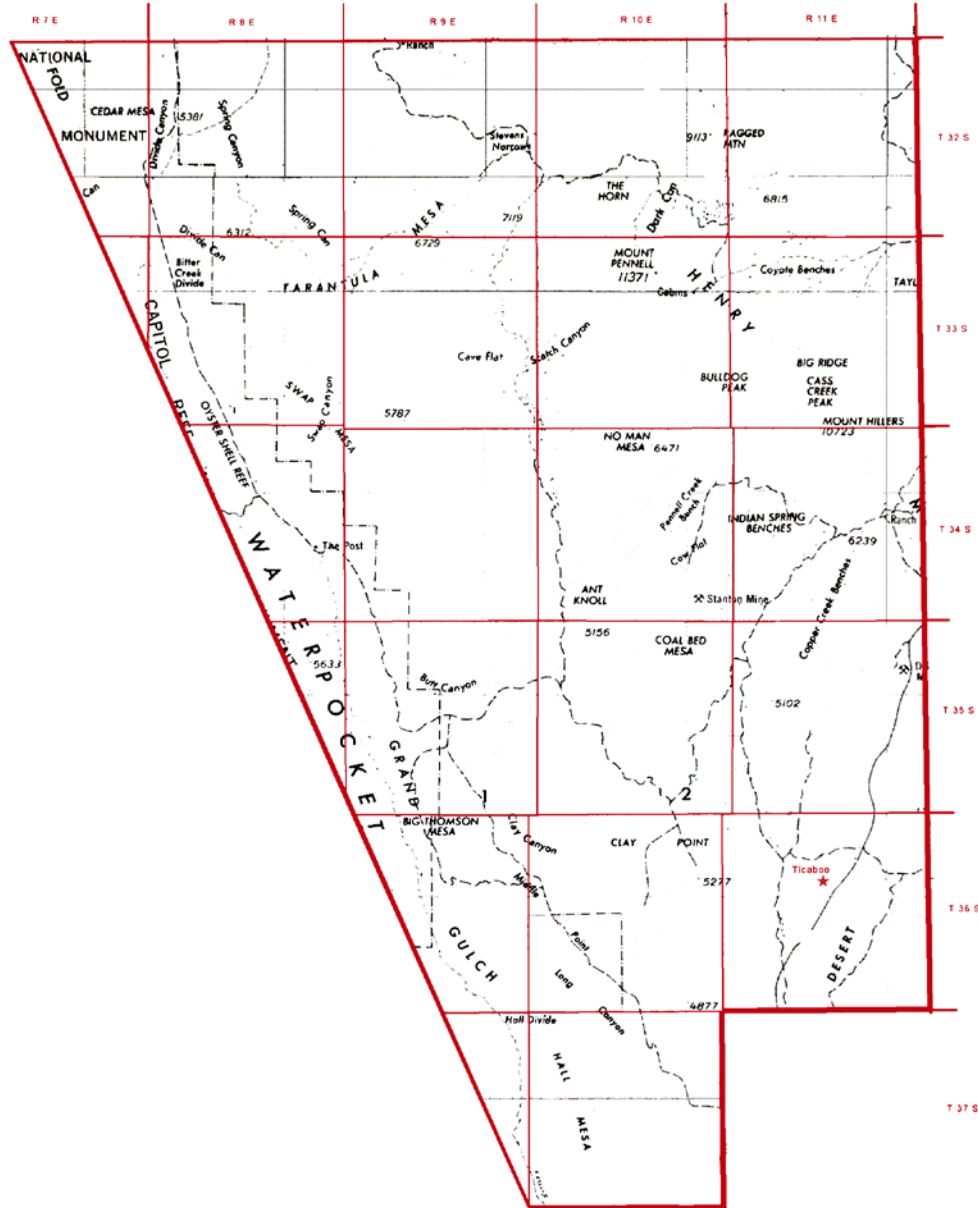 R 7 E
R 8 E
R 9 E
R 10 E
R 11 E
NATIONAL
FOLD
CEDAR MESA
MONUMENT
5381
Divide Canyon
Spring Canyon
Ranch
Stevens
Narrows
9113
RAGGED
MTN
T 32 S
Can
THE
HORN
Dark Can
6815
Spring Can
MESA
7119
6312
6729
Divide Can
Bitter
Creek
Divide
TARANTULA
MOUNT
PENNELL
11371
Cabins
HENRY
Coyote Benches
TAYL
T 33 S
CAPITOL
REEF
Cave Flat
Scatch Canyon
BULLDOG
PEAK
BIG RIDGE
CASS
CREEK
PEAK
SWAP
MESA
Swap Canyon
5787
OYSTER SHELL REEF
MOUNT HILLERS
10723
NO MAN
MESA 6471
Pennell Creek
Bench
INDIAN SPRING
BENCHES
M
Ranch
T 34 S
6239
Cow Flat
WATERPOCKET
The Post
ANT
KNOLL
Stanton Mine
Copper Creek Benches
5156
COAL BED
MESA
MENT
5633
D
M
Butt Canyon
5102
T 35 S
GRAND
1
2
BIG THOMSON
MESA
Clay Canyon
CLAY POINT
Ticaboo
5277
Middle
Point
T 36 S
GULCH
DESERT
Long
Canyon
4877
Hall Divide
HALL
MESA
T 37 S